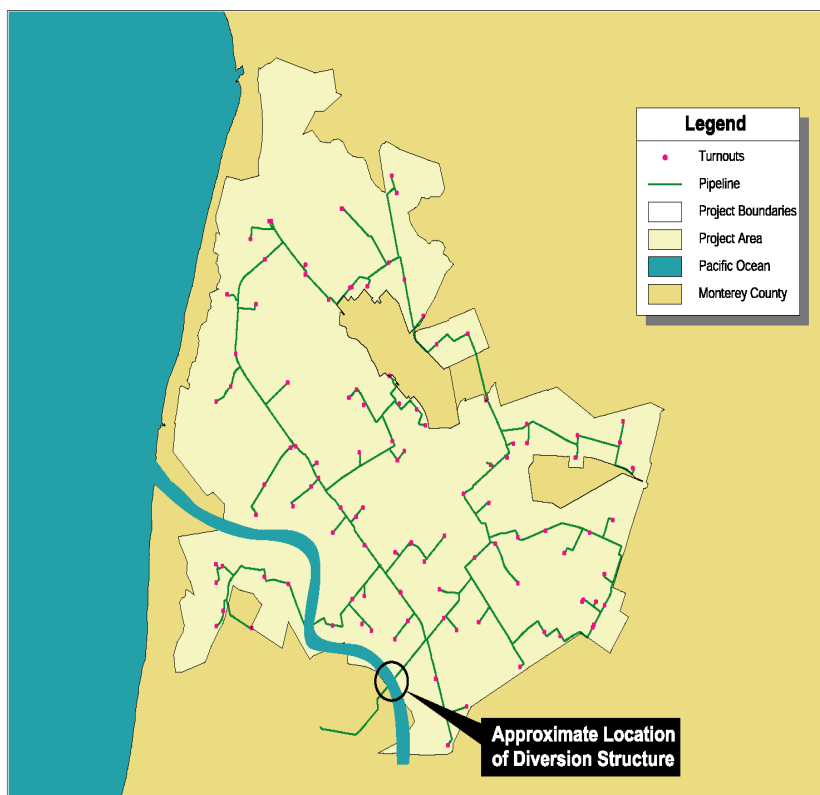 Legend
Turnouts
Pipeline
Project Boundaries
Project Area
Pacific Ocean
Monterey County
Approximate Location
of Diversion Structure